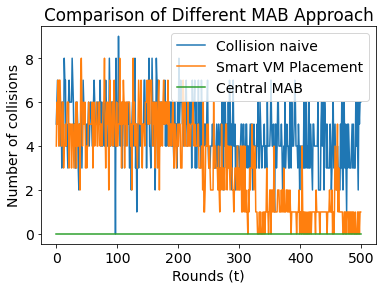 Comparison of Different MAB Approach
Collision naive
Smart VM Placement
Central MAB
Number of collisions
8
6
4
2
0
0 100 200 300 400 500
Rounds (t)